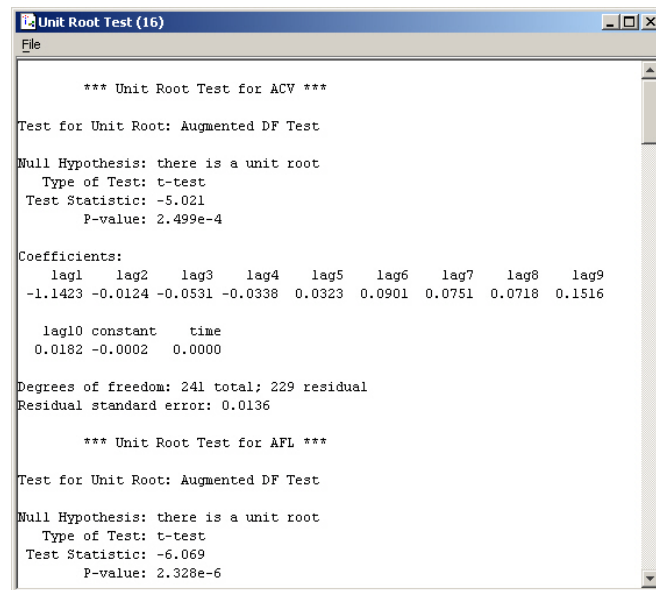 Unit Root Test (16)
File
*** Unit Root Test for ACV ***
Test for Unit Root: Augmented DF Test
Null Hypothesis: there is a unit root
Type of Test: t-test
Test Statistic: -5.021
P-value: 2.499e-4
Coefficients:
lag1 lag2 lag3 lag4 lag5 lag6 lag7 lag8 lag9
-1.1423 -0.0124 -0.0531 -0.0338 0.0323 0.0901 0.0751 0.0718 0.1516
lag10 constant time
0.0182 -0.0002 0.0000
Degrees of freedom: 241 total; 229 residual
Residual standard error: 0.0136
*** Unit Root Test for AFL ***
Test for Unit Root: Augmented DF Test
Null Hypothesis: there is a unit root
Type of Test: t-test
Test Statistic: -6.069
P-value: 2.328e-6